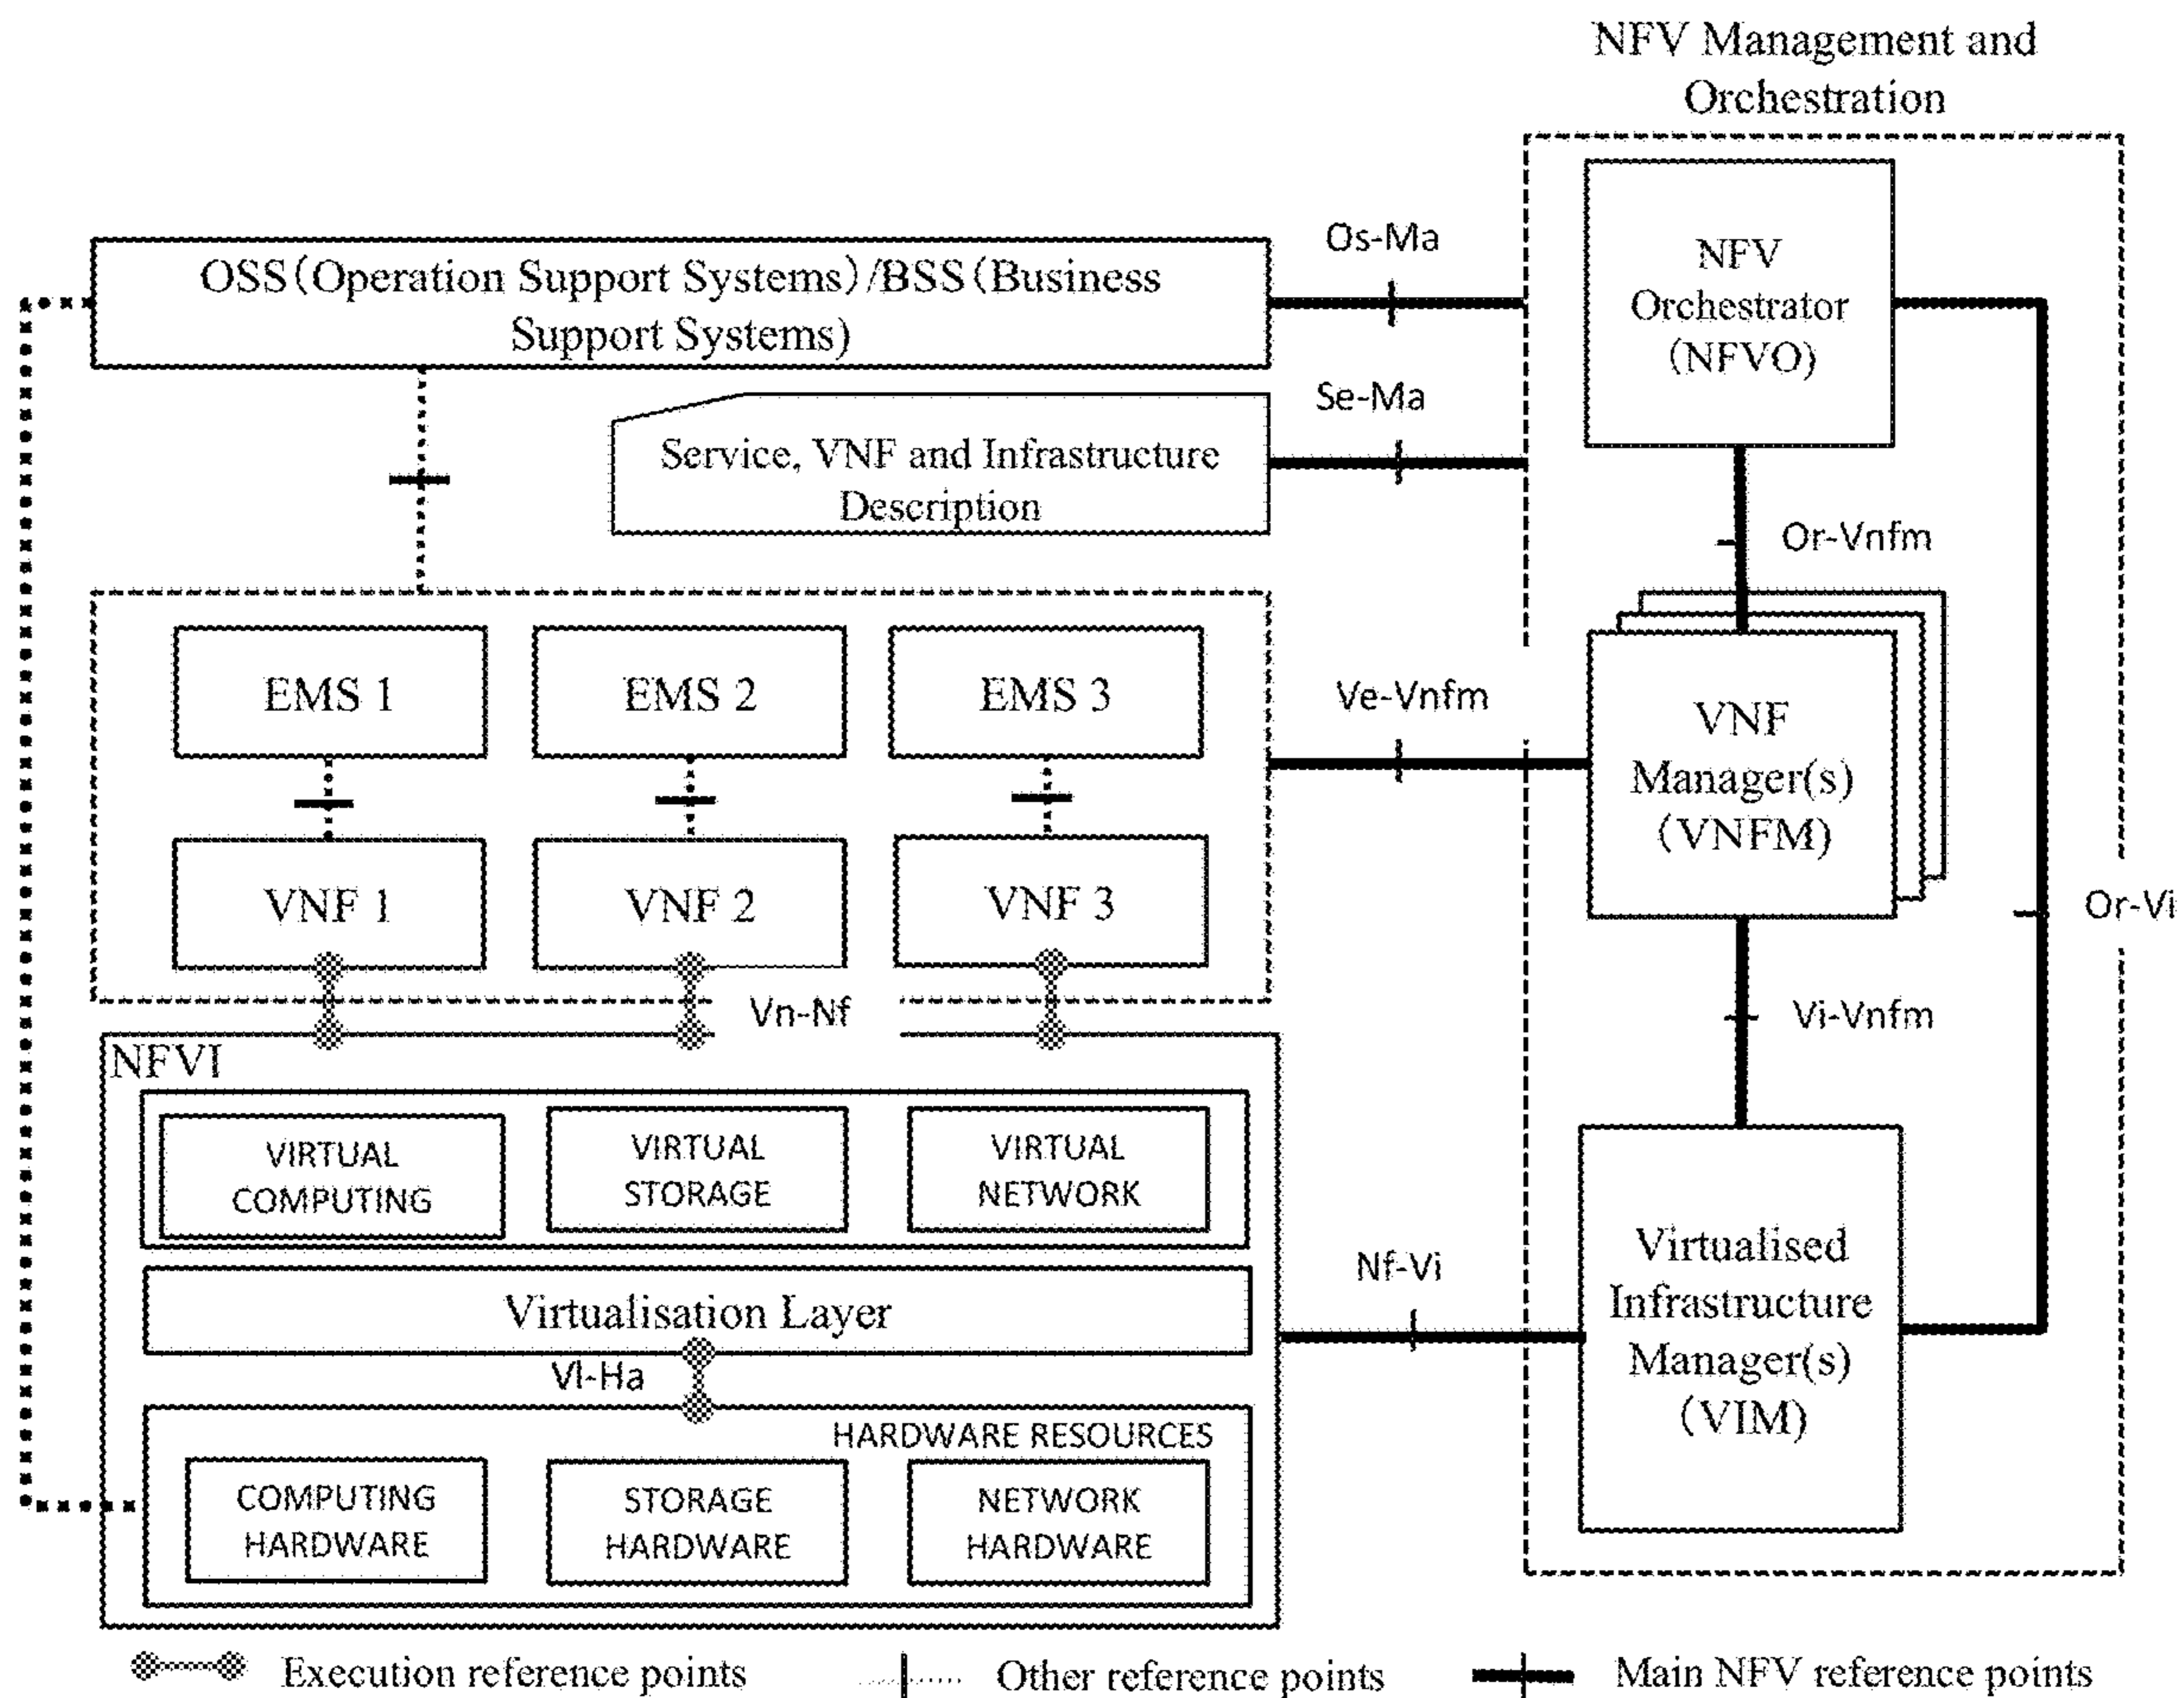 NFV Management and
Orchestration
OSS(Operation Support Systems)/BSS(Business
Support Systems)
Os-Ma
NFV
Orchestrator
(NFVO)
Se-Ma
Service, VNF and Infrastructure
Description
Or-Vnfm
EMS 1
EMS 2
EMS 3
Ve-Vnfm
VNF
Manager(s)
(VNFM)
VNF 1
VNF 2
VNF 3
Or-Vi
Vn-Nf
Vi-Vnfm
NFVI
VIRTUAL
COMPUTING
VIRTUAL
STORAGE
VIRTUAL
NETWORK
Nf-Vi
Virtualised
Infrastructure
Manager(s)
(VIM)
Virtualisation Layer
Vl-Ha
HARDWARE RESOURCES
COMPUTING
HARDWARE
STORAGE
HARDWARE
NETWORK
HARDWARE
Execution reference points
Other reference points
Main NFV reference points